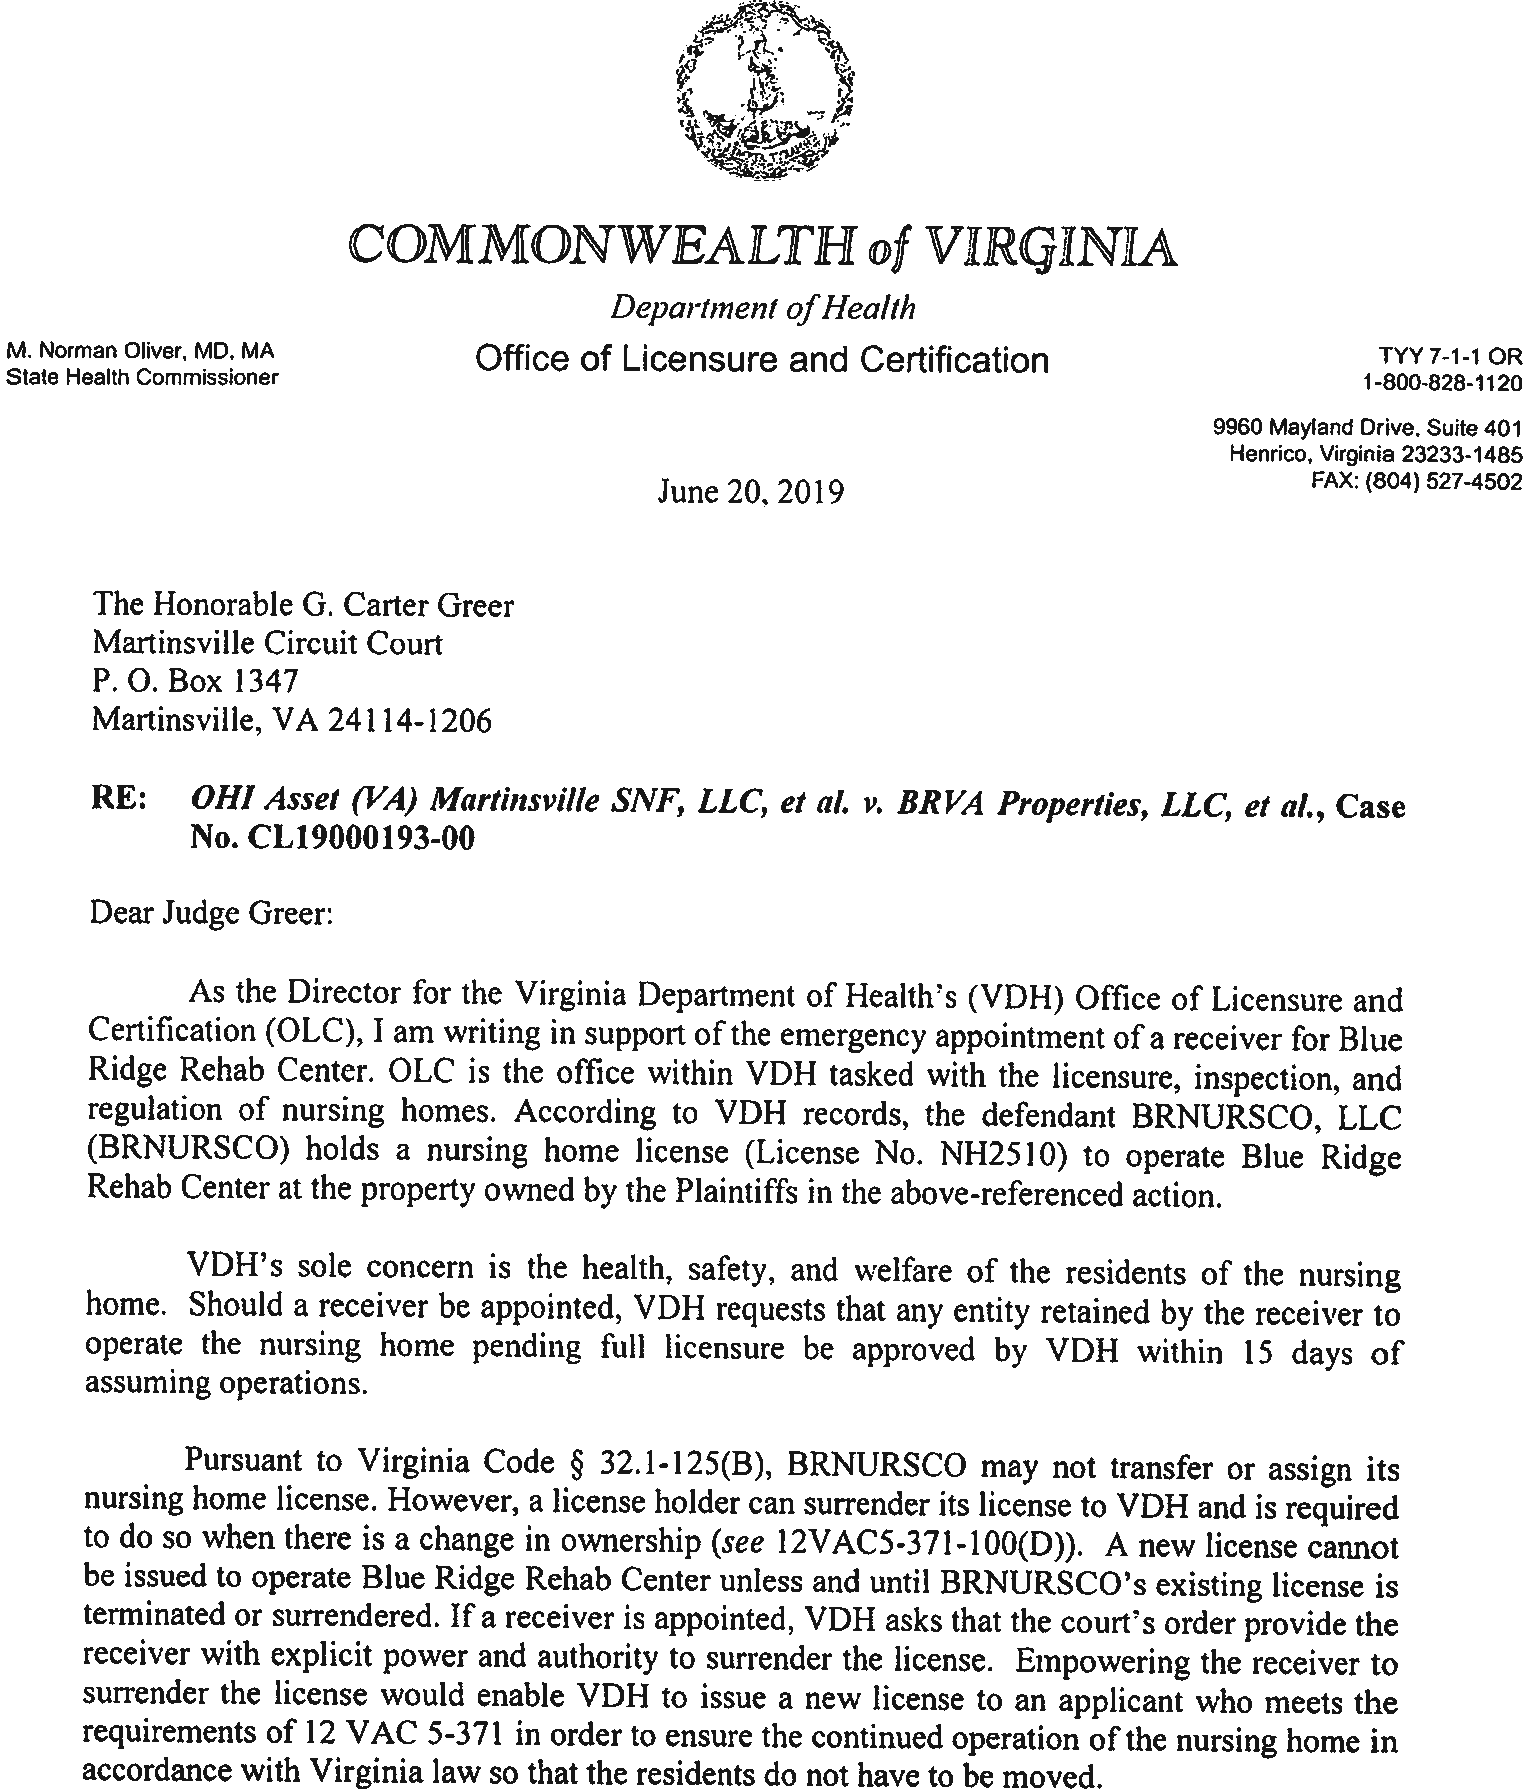 COMMONWEALTH of VIRGINIA
Department of Health
M. Norman Oliver, MD, MA
State Health Commissioner
Office of Licensure and Certification
TYY 7-1-1 OR
1-800-828-1120
9960 Mayland Drive, Suite 401
Henrico, Virginia 23233-1485
FAX: (804) 527-4502
June 20, 2019
The Honorable G. Carter Greer
Martinsville Circuit Court
P. O. Box 1347
Martinsville, VA 24114-1206
RE: OHI Asset (VA) Martinsville SNF, LLC, et al. v. BRVA Properties, LLC, et al., Case
No. CL19000193-00
Dear Judge Greer:
As the Director for the Virginia Department of Health's (VDH) Office of Licensure and
Certification (OLC), I am writing in support of the emergency appointment of a receiver for Blue
Ridge Rehab Center. OLC is the office within VDH tasked with the licensure, inspection, and
regulation of nursing homes. According to VDH records, the defendant BRNURSCO, LLC
(BRNURSCO) holds a nursing home license (License No. NH2510) to operate Blue Ridge
Rehab Center at the property owned by the Plaintiffs in the above-referenced action.
VDH's sole concern is the health, safety, and welfare of the residents of the nursing
home. Should a receiver be appointed, VDH requests that any entity retained by the receiver to
operate the nursing home pending full licensure be approved by VDH within 15 days of
assuming operations.
Pursuant to Virginia Code § 32.1-125(B), BRNURSCO may not transfer or assign its
nursing home license. However, a license holder can surrender its license to VDH and is required
to do so when there is a change in ownership (see 12VAC5-371-100(D)). A new license cannot
be issued to operate Blue Ridge Rehab Center unless and until BRNURSCO's existing license is
terminated or surrendered. If a receiver is appointed, VDH asks that the court's order provide the
receiver with explicit power and authority to surrender the license. Empowering the receiver to
surrender the license would enable VDH to issue a new license to an applicant who meets the
requirements of 12 VAC 5-371 in order to ensure the continued operation of the nursing home in
accordance with Virginia law so that the residents do not have to be moved.